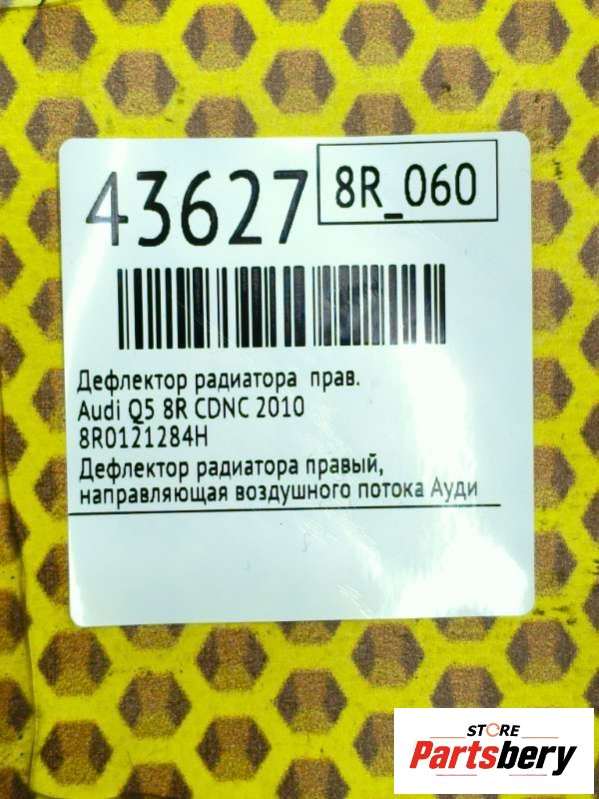 43627
8R_060
Дефлектор радиатора прав.
Audi Q5 8R CDNC 2010
8R0121284H
Дефлектор радиатора правый,
направляющая воздушного потока Ауди
STORE
Partsbery